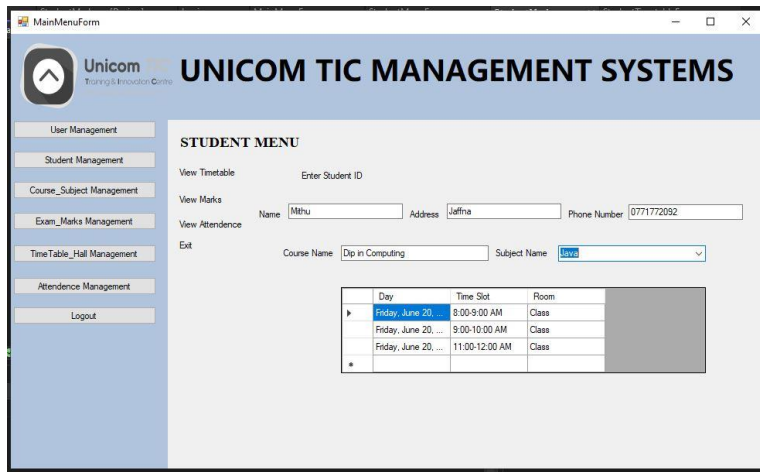 MainMenuForm
Unicom TIC
Training & Innovation Centre
UNICOM TIC MANAGEMENT SYSTEMS
User Management
Student Management
Course_Subject Management
Exam_Marks Management
TimeTable_Hall Management
Attendence Management
Logout
STUDENT MENU
View Timetable
Enter Student ID
View Marks
Name Mithu Address Jaffna Phone Number 0771772092
View Attendence
Exit
Course Name Dip in Computing Subject Name Java
Day Time Slot Room
Friday, June 20, ... 8:00-9:00 AM Class
Friday, June 20, ... 9:00-10:00 AM Class
Friday, June 20, ... 11:00-12:00 AM Class